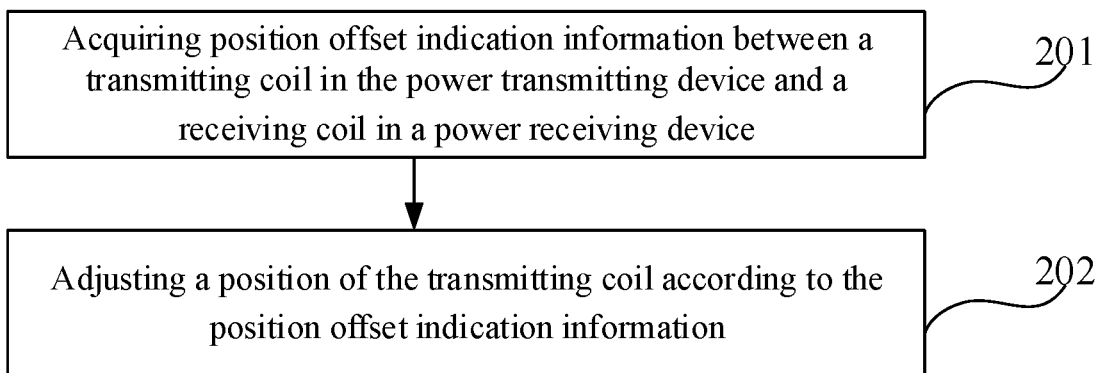 Acquiring position offset indication information between a
transmitting coil in the power transmitting device and a
receiving coil in a power receiving device
201
Adjusting a position of the transmitting coil according to the
position offset indication information
202